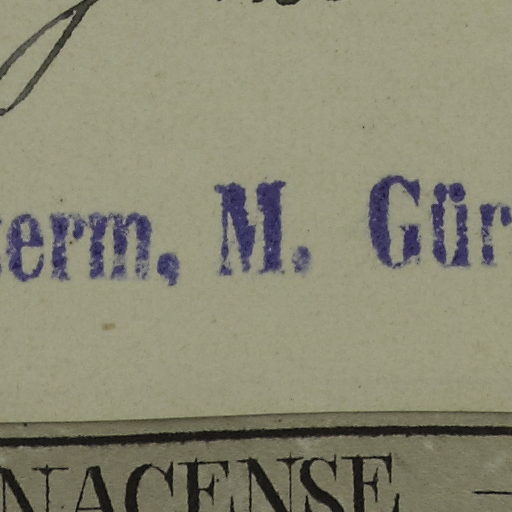 erm, M. Gür
NACENSE —